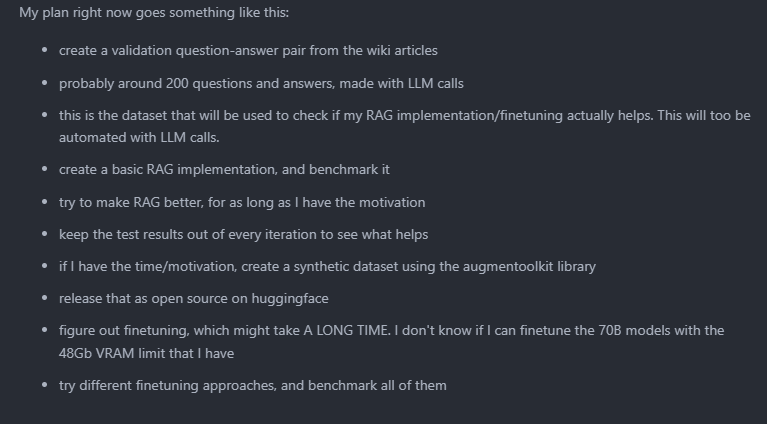 My plan right now goes something like this:
• create a validation question-answer pair from the wiki articles
• probably around 200 questions and answers, made with LLM calls
• this is the dataset that will be used to check if my RAG implementation/finetuning actually helps. This will too be
automated with LLM calls.
• create a basic RAG implementation, and benchmark it
• try to make RAG better, for as long as I have the motivation
• keep the test results out of every iteration to see what helps
• if I have the time/motivation, create a synthetic dataset using the augmentoolkit library
• release that as open source on huggingface
• figure out finetuning, which might take A LONG TIME. I don't know if I can finetune the 70B models with the
48Gb VRAM limit that I have
• try different finetuning approaches, and benchmark all of them